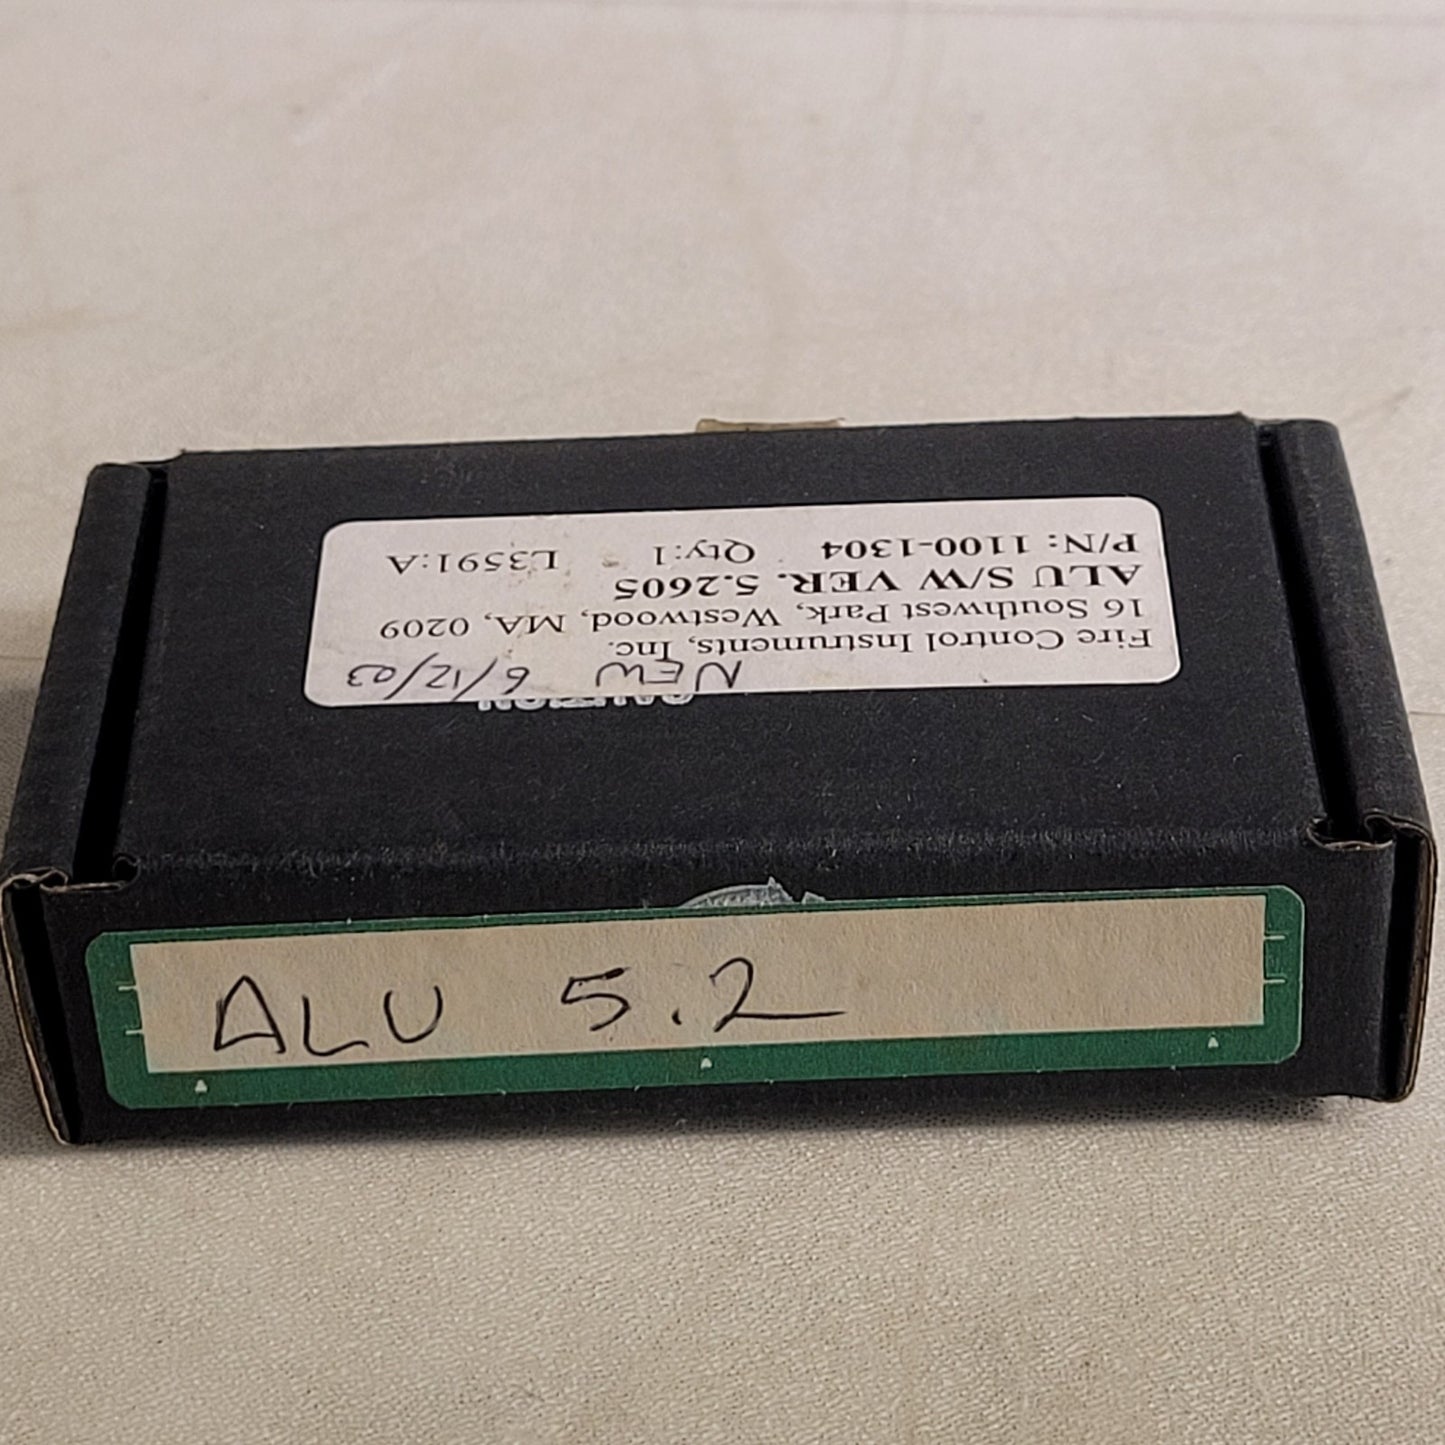 NEW 6/12/03
Fire Control Instruments, Inc.
16 Southwest Park, Westwood, MA, 0209
ALU S/W VER. 5.2605
P/N: 1100-1304 Qty:1 L3591:A
CAUTION
ALU 5.2